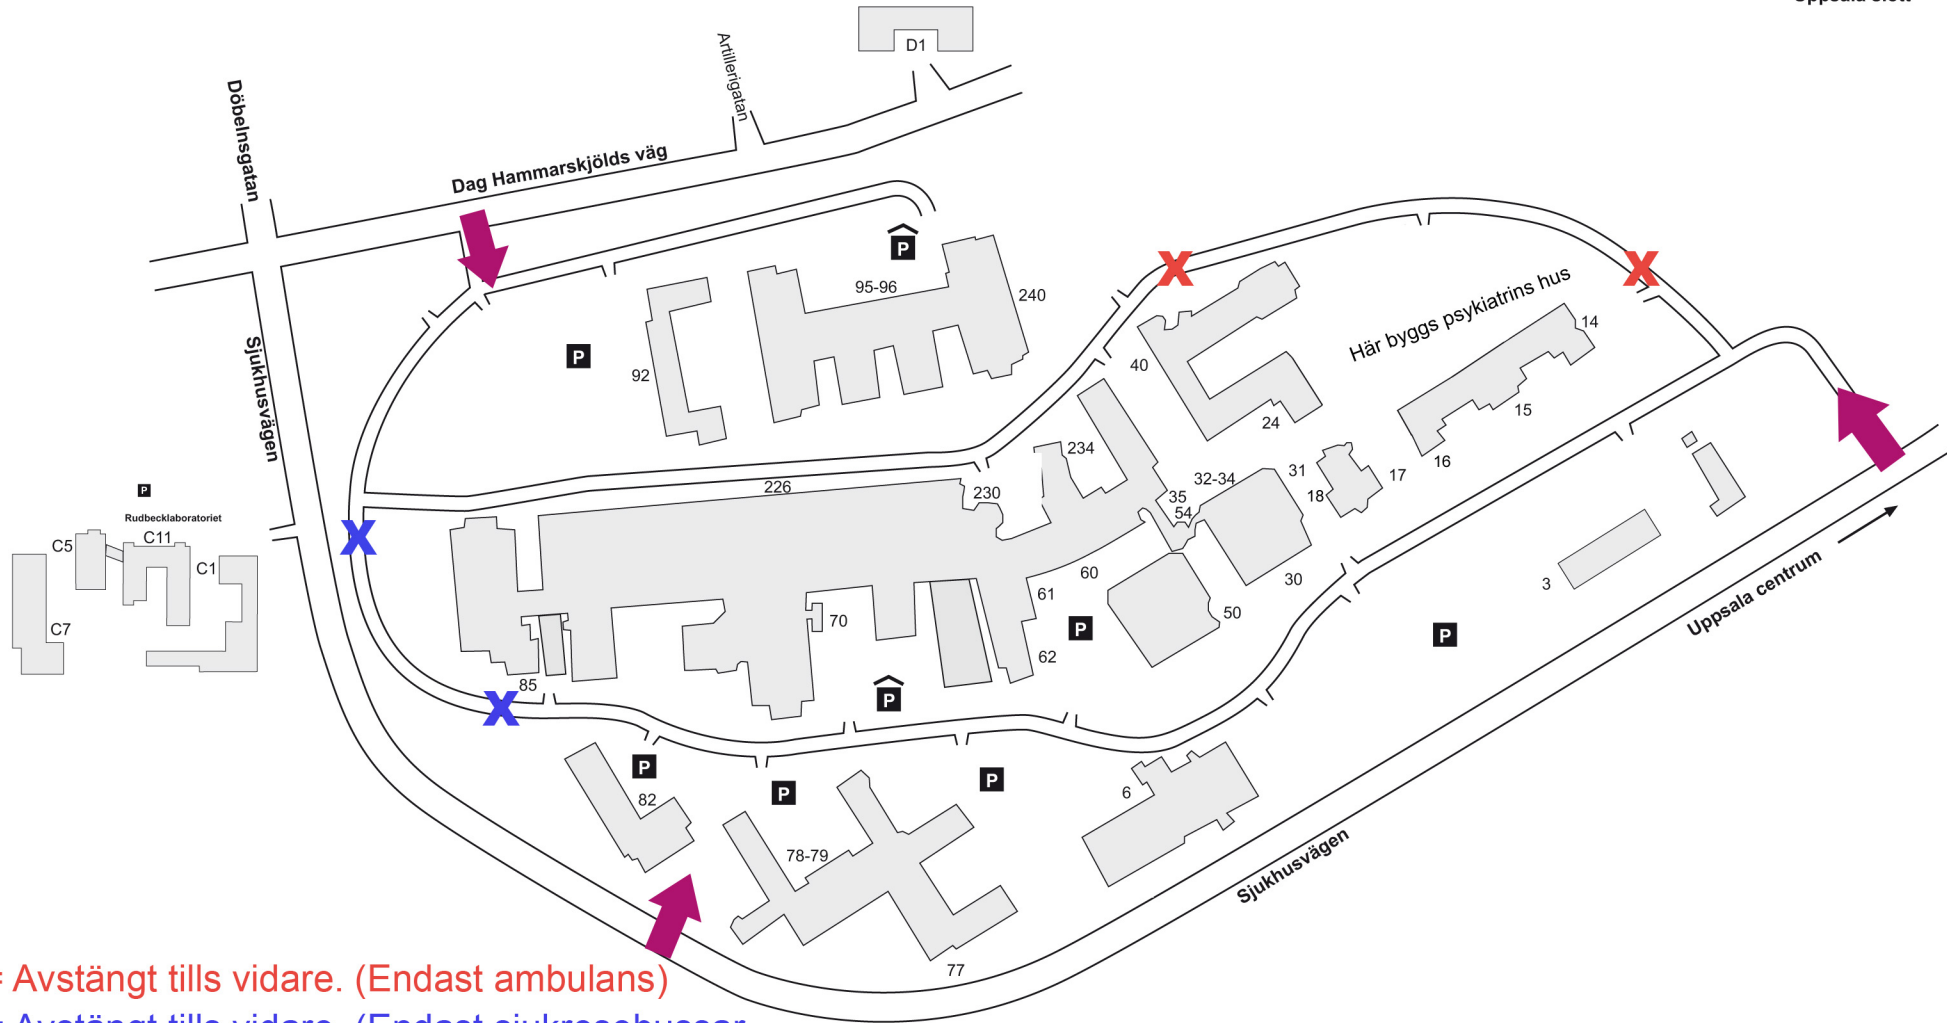 D1
Artillerigatan
Döbelnsgatan
Dag Hammarskjölds väg
P
95-96
240
X
X
Här byggs psykiatrins hus
14
P
92
40
Sjukhusvägen
15
24
16
234
31
17
32-34
18
35
54
226
230
P
Rudbecklaboratoriet
C5
C11
C1
C7
X
60
30
3
61
50
70
P
P
62
Uppsala centrum
85
P
X
P
P
P
82
6
78-79
Sjukhusvägen
77
= Avstängt tills vidare. (Endast ambulans)